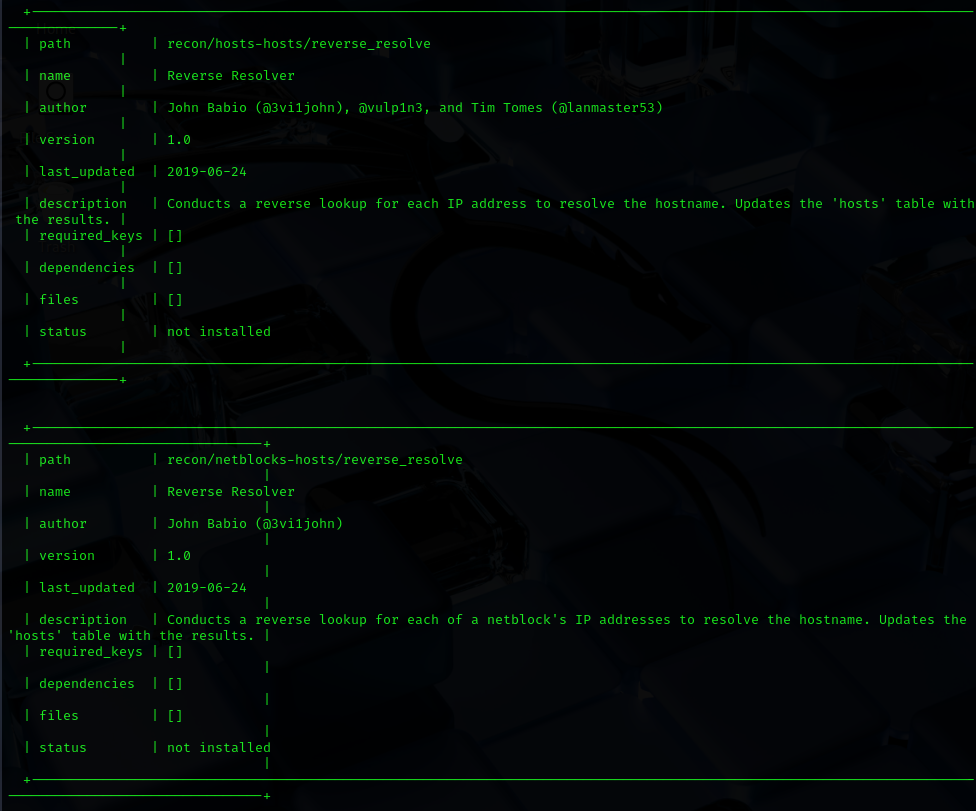 +------------------------------------------------------------------------------------------------------------------------------------
--------------+
| path          | recon/hosts-hosts/reverse_resolve
|
| name          | Reverse Resolver
|
| author        | John Babio (@3vi1john), @vulp1n3, and Tim Tomes (@lanmaster53)
|
| version       | 1.0
|
| last_updated  | 2019-06-24
|
| description   | Conducts a reverse lookup for each IP address to resolve the hostname. Updates the 'hosts' table with
the results. |
| required_keys | []
|
| dependencies  | []
|
| files         | []
|
| status        | not installed
|
+------------------------------------------------------------------------------------------------------------------------------------
--------------+
+------------------------------------------------------------------------------------------------------------------------------------
--------------------------------+
| path          | recon/netblocks-hosts/reverse_resolve
|
| name          | Reverse Resolver
|
| author        | John Babio (@3vi1john)
|
| version       | 1.0
|
| last_updated  | 2019-06-24
|
| description   | Conducts a reverse lookup for each of a netblock's IP addresses to resolve the hostname. Updates the
'hosts' table with the results. |
| required_keys | []
|
| dependencies  | []
|
| files         | []
|
| status        | not installed
|
+------------------------------------------------------------------------------------------------------------------------------------
--------------------------------+